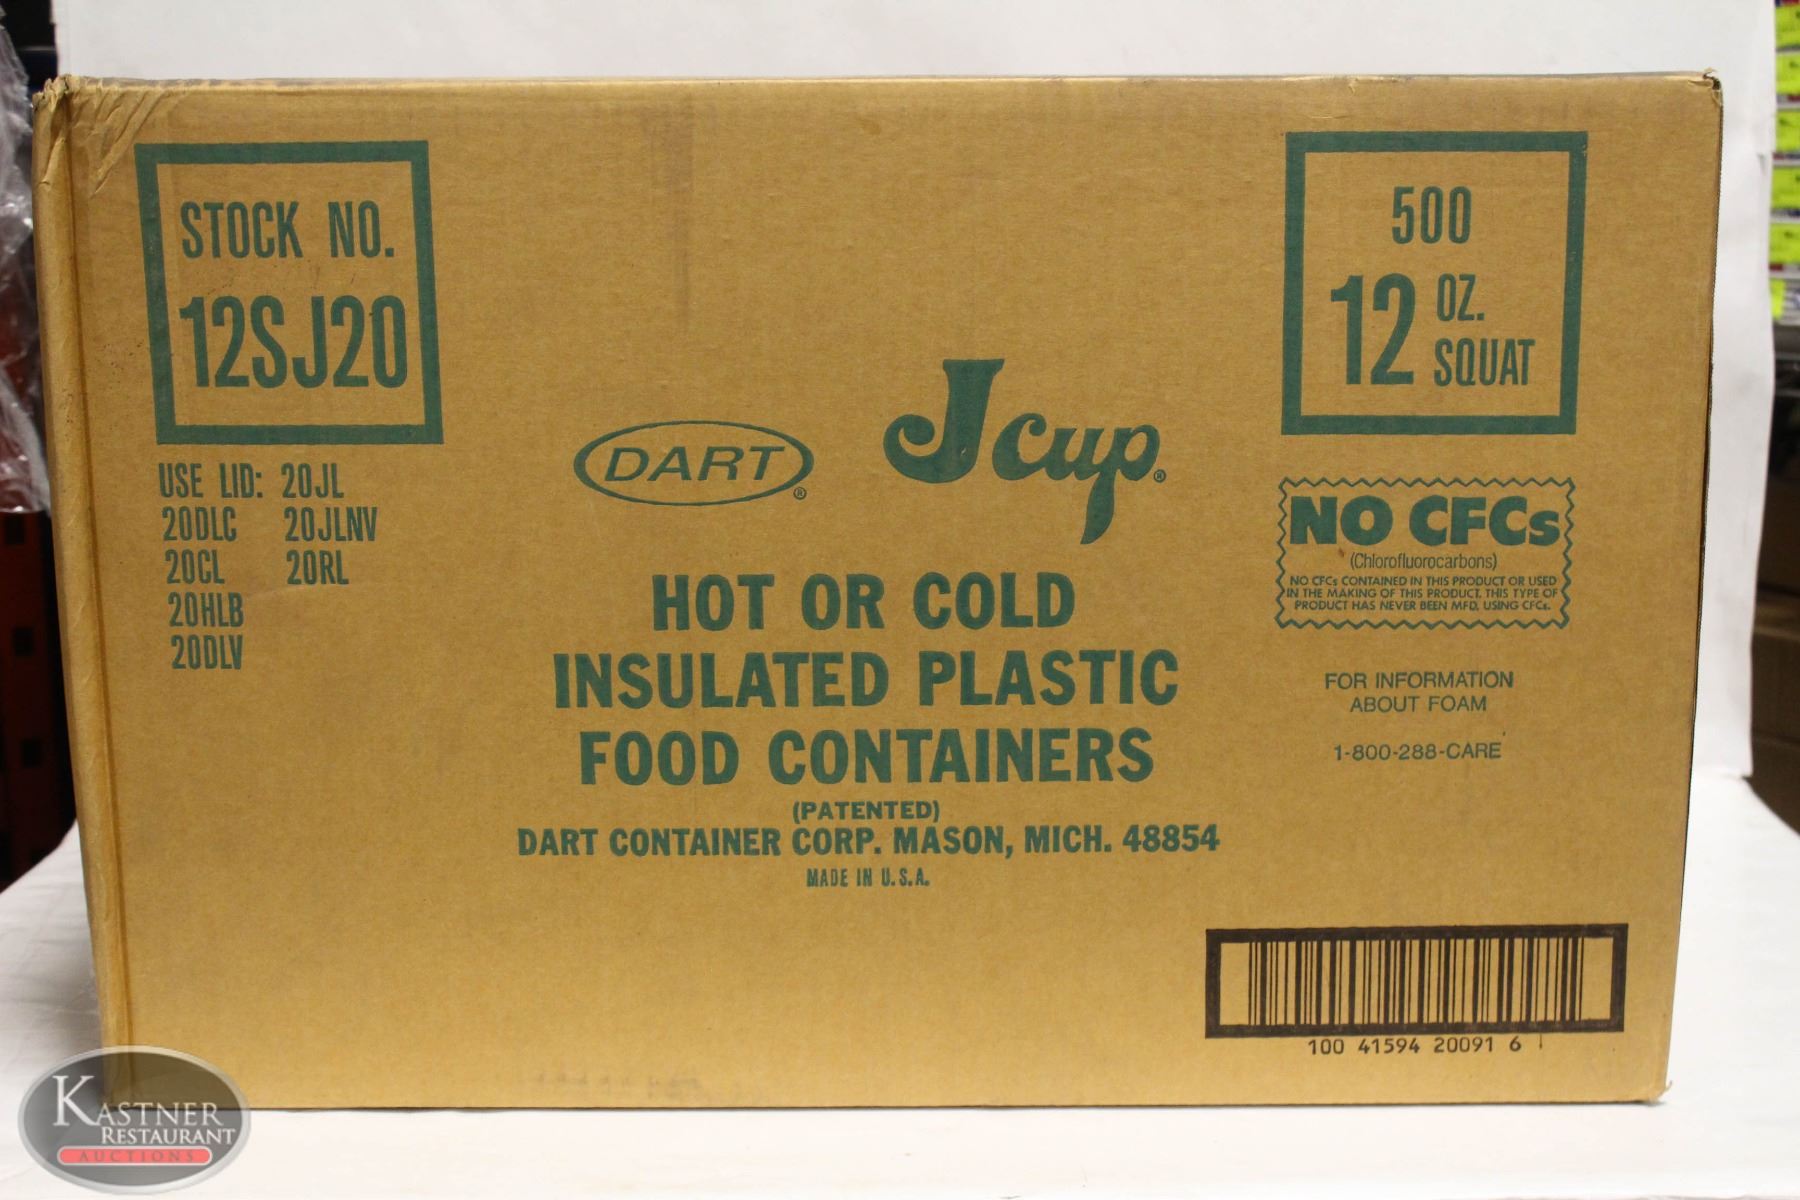 STOCK NO.
12SJ20
USE LID: 20JL
20DLC 20JLNV
20CL 20RL
20HLB
20DLV
DART®
J cup®
HOT OR COLD
INSULATED PLASTIC
FOOD CONTAINERS
(PATENTED)
DART CONTAINER CORP. MASON, MICH. 48854
MADE IN U.S.A.
500
12 OZ.
SQUAT
NO CFCs
(Chlorofluorocarbons)
NO CFCs CONTAINED IN THIS PRODUCT OR USED
IN THE MAKING OF THIS PRODUCT. THIS TYPE OF
PRODUCT HAS NEVER BEEN MFD. USING CFCs.
FOR INFORMATION
ABOUT FOAM
1-800-288-CARE
100 41594 20091 6
KASTNER
RESTAURANT
AUCTIONS